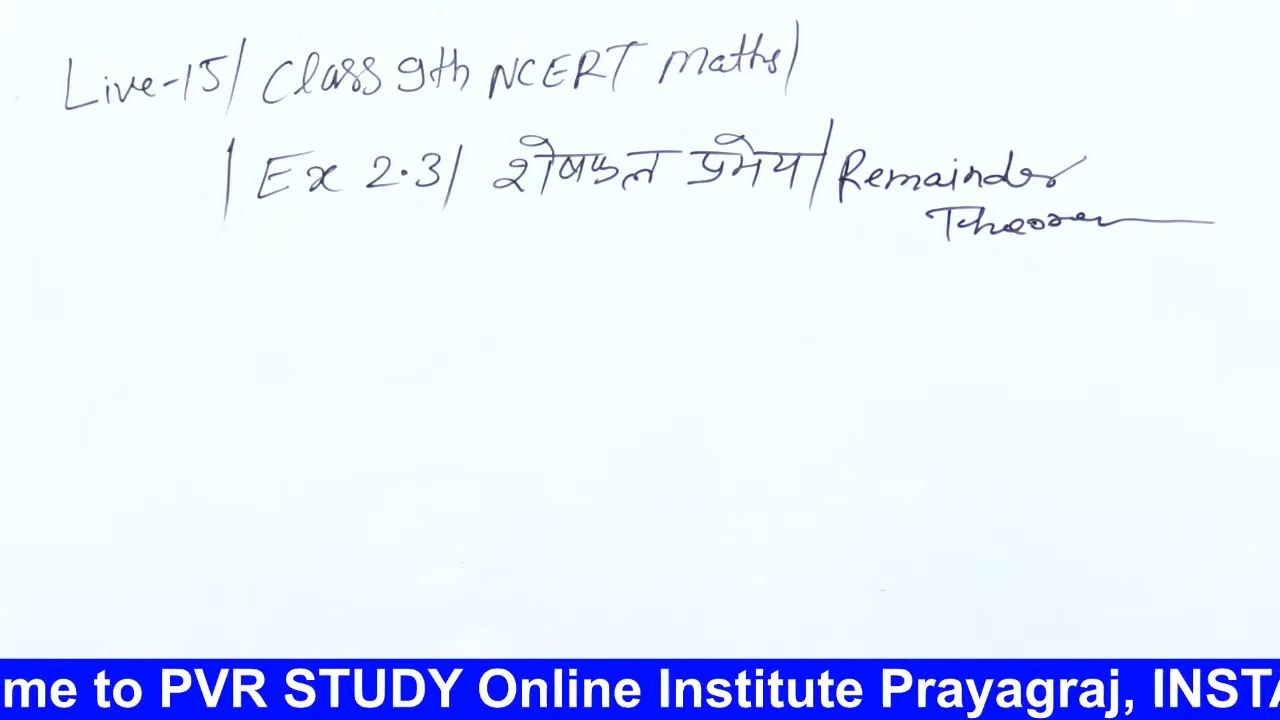 Live-15/ Class 9th NCERT Maths/
/ Ex 2.3/ शेषफल प्रमेय/ Remainder
Theorem
me to PVR STUDY Online Institute Prayagraj, INSTA